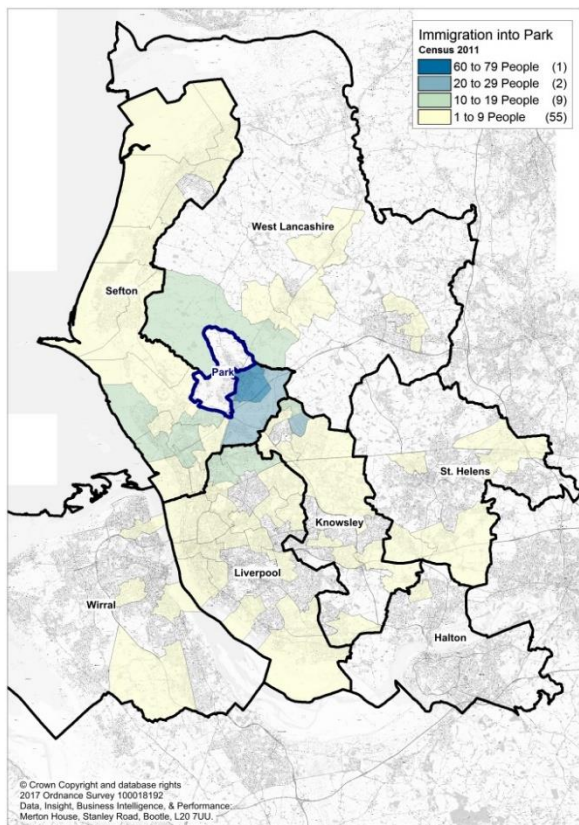 Immigration into Park
Census 2011
60 to 79 People (1)
20 to 29 People (2)
10 to 19 People (9)
1 to 9 People (55)
West Lancashire
Sefton
Park
St. Helens
Knowsley
Liverpool
Wirral
Halton
© Crown Copyright and database rights
2017 Ordnance Survey 100018192
Data, Insight, Business Intelligence, & Performance:
Merton House, Stanley Road, Bootle, L20 7UU.